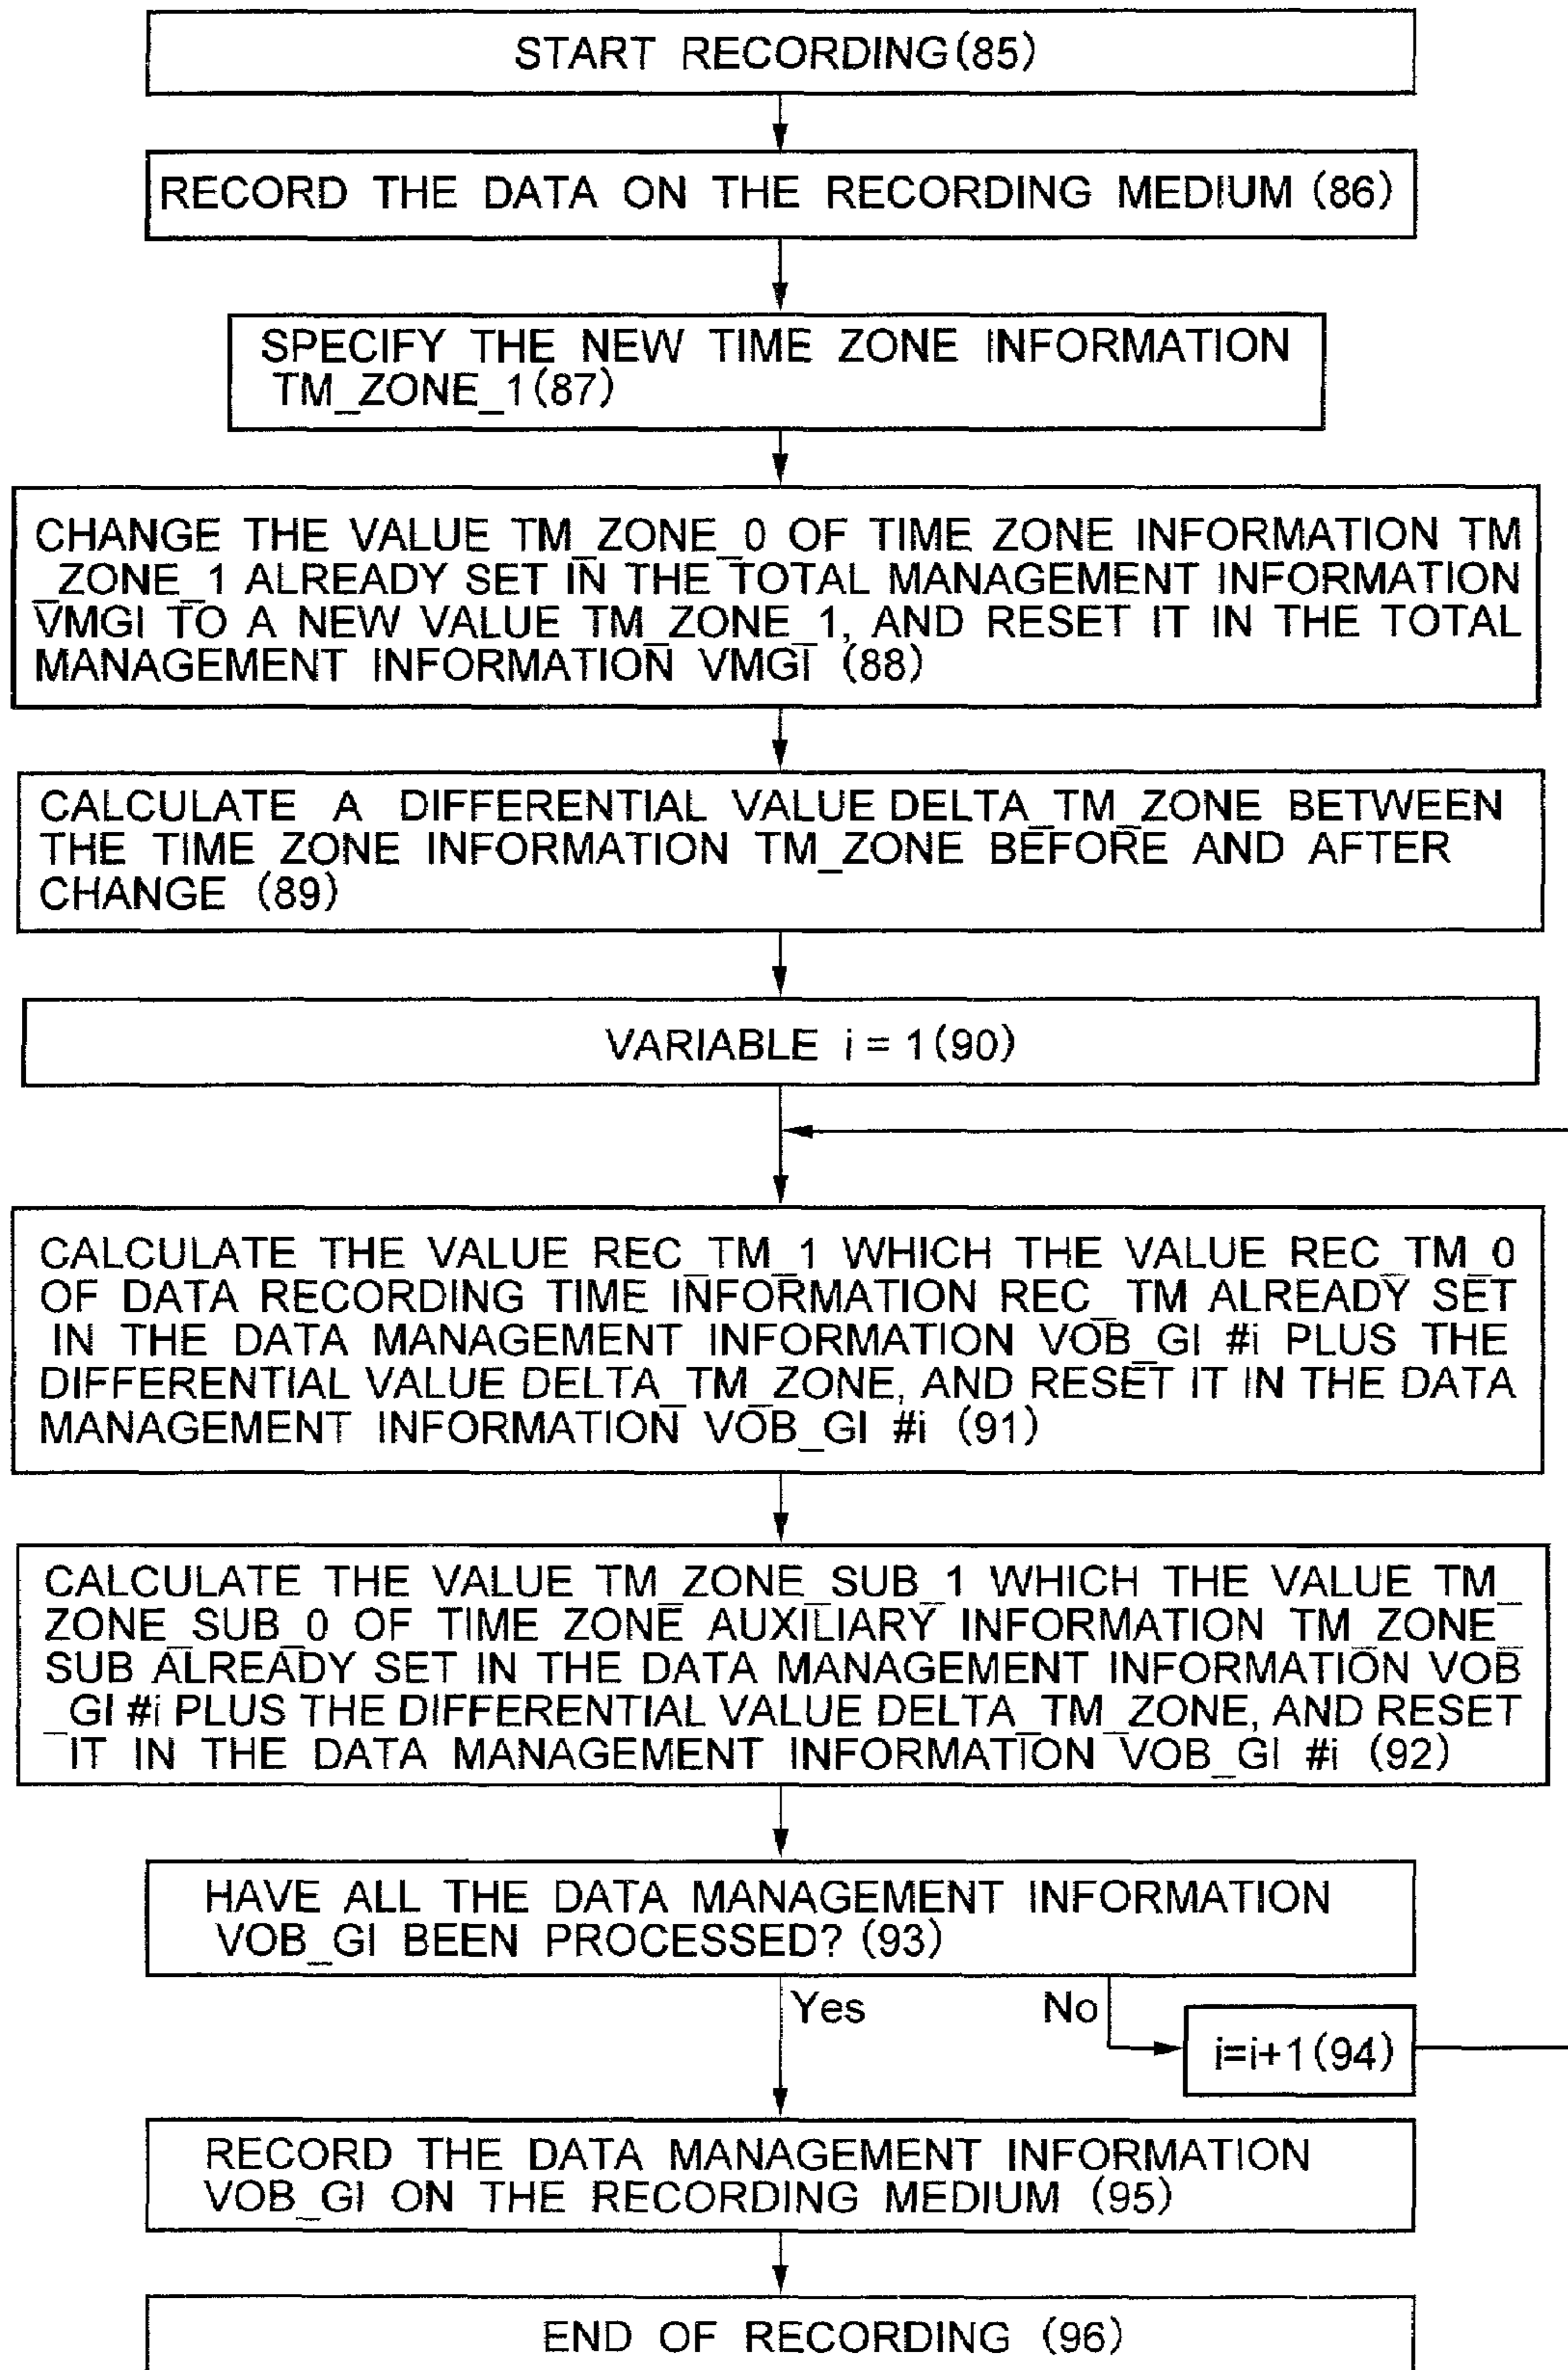 START RECORDING(85)
RECORD THE DATA ON THE RECORDING MEDIUM (86)
SPECIFY THE NEW TIME ZONE INFORMATION
TM_ZONE_1(87)
CHANGE THE VALUE TM_ZONE_0 OF TIME ZONE INFORMATION TM
_ZONE_1 ALREADY SET IN THE TOTAL MANAGEMENT INFORMATION
VMGI TO A NEW VALUE TM_ZONE_1, AND RESET IT IN THE TOTAL
MANAGEMENT INFORMATION VMGI (88)
CALCULATE A DIFFERENTIAL VALUE DELTA_TM_ZONE BETWEEN
THE TIME ZONE INFORMATION TM_ZONE BEFORE AND AFTER
CHANGE (89)
VARIABLE i = 1(90)
CALCULATE THE VALUE REC_TM_1 WHICH THE VALUE REC_TM_0
OF DATA RECORDING TIME INFORMATION REC_TM ALREADY SET
IN THE DATA MANAGEMENT INFORMATION VOB_GI #i PLUS THE
DIFFERENTIAL VALUE DELTA_TM_ZONE, AND RESET IT IN THE DATA
MANAGEMENT INFORMATION VOB_GI #i (91)
CALCULATE THE VALUE TM_ZONE_SUB_1 WHICH THE VALUE TM_
ZONE_SUB_0 OF TIME ZONE AUXILIARY INFORMATION TM_ZONE_
SUB ALREADY SET IN THE DATA MANAGEMENT INFORMATION VOB
_GI #i PLUS THE DIFFERENTIAL VALUE DELTA_TM_ZONE, AND RESET
IT IN THE DATA MANAGEMENT INFORMATION VOB_GI #i (92)
HAVE ALL THE DATA MANAGEMENT INFORMATION
VOB_GI BEEN PROCESSED? (93)
Yes
No
i=i+1(94)
RECORD THE DATA MANAGEMENT INFORMATION
VOB_GI ON THE RECORDING MEDIUM (95)
END OF RECORDING (96)